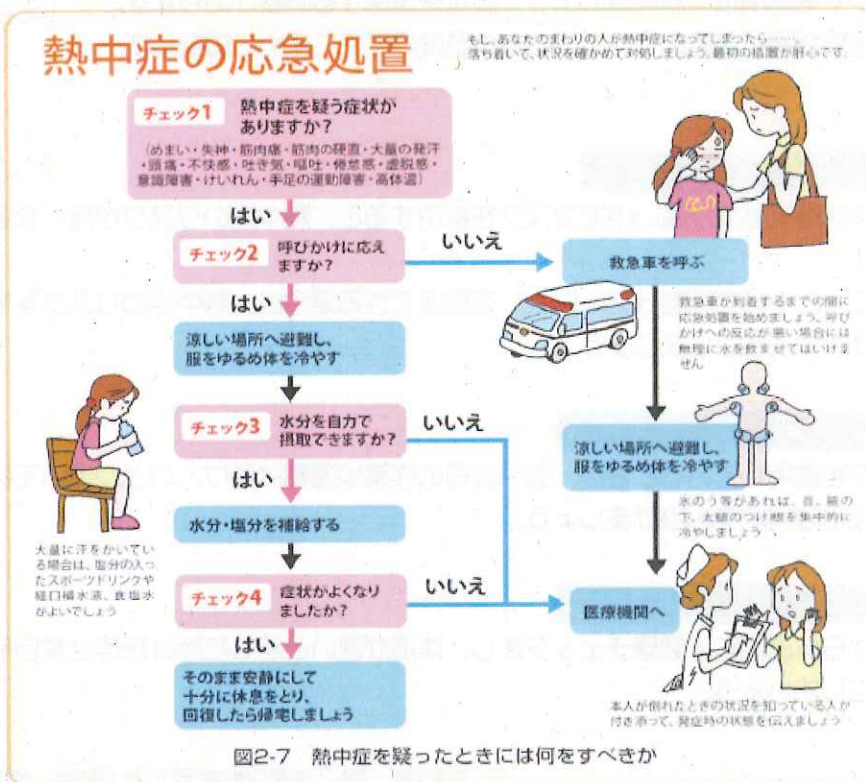 熱中症の応急処置
もし、あなたのまわりの人が熱中症になってしまったら……
落ち着いて、状況を確かめて対処しましょう。最初の措置が肝心です。
チェック1 熱中症を疑う症状が
ありますか？
（めまい・失神・筋肉痛・筋肉の硬直・大量の発汗
・頭痛・不快感・吐き気・嘔吐・倦怠感・虚脱感・
意識障害・けいれん・手足の運動障害・高体温）
はい
チェック2 呼びかけに応え
ますか？
いいえ
救急車を呼ぶ
救急車が到着するまでの間に
応急処置を始めましょう。呼び
かけへの反応が悪い場合には
無理に水を飲ませてはいけま
せん
はい
涼しい場所へ避難し、
服をゆるめ体を冷やす
チェック3 水分を自力で
摂取できますか？
いいえ
涼しい場所へ避難し、
服をゆるめ体を冷やす
氷のう等があれば、首、腋の
下、太腿のつけ根を集中的に
冷やしましょう
はい
水分・塩分を補給する
大量に汗をかいてい
る場合は、塩分の入っ
たスポーツドリンクや
経口補水液、食塩水
がよいでしょう
チェック4 症状がよくなり
ましたか？
いいえ
医療機関へ
本人が倒れたときの状況を知っている人が
付き添って、発症時の状態を伝えましょう
はい
そのまま安静にして
十分に休息をとり、
回復したら帰宅しましょう
図2-7 熱中症を疑ったときには何をすべきか